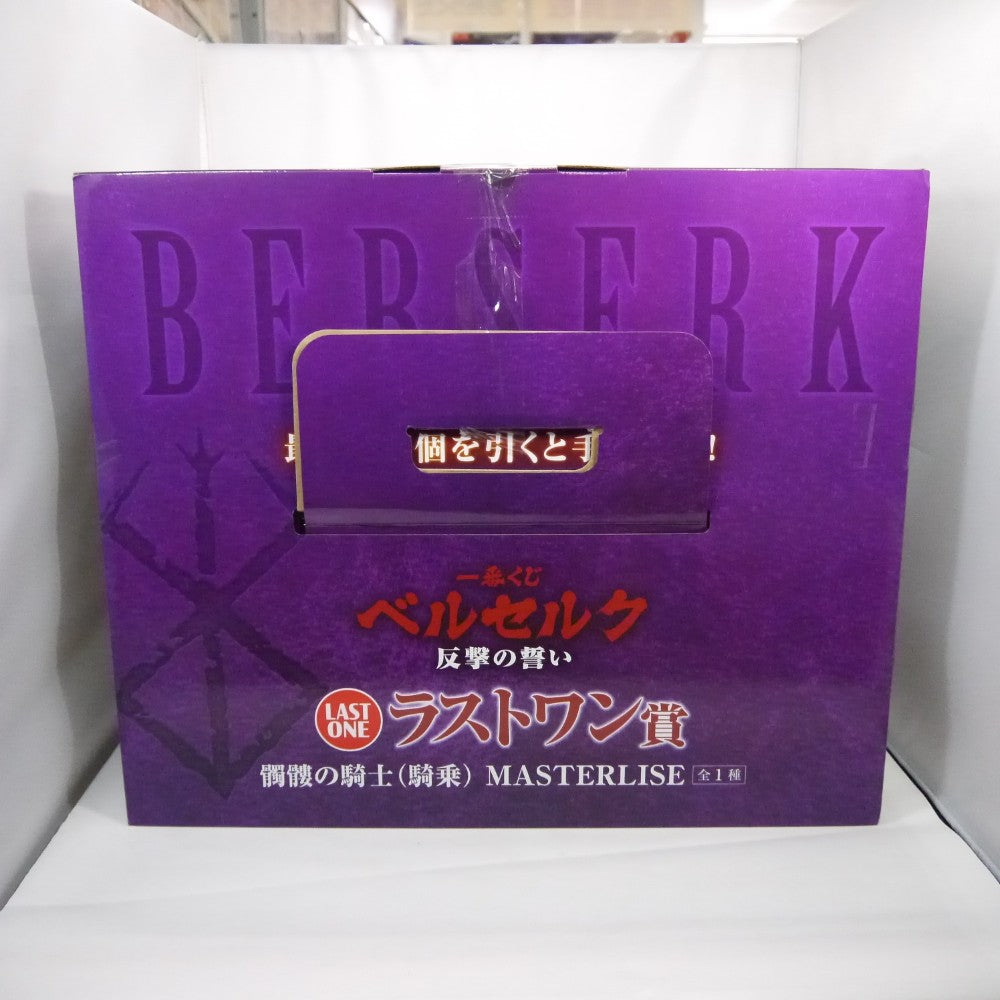 BERSERK
個を引くと手 !
一番くじ
ベルセルク
反撃の誓い
LAST ONE ラストワン賞
髑髏の騎士(騎乗) MASTERLISE 全1種